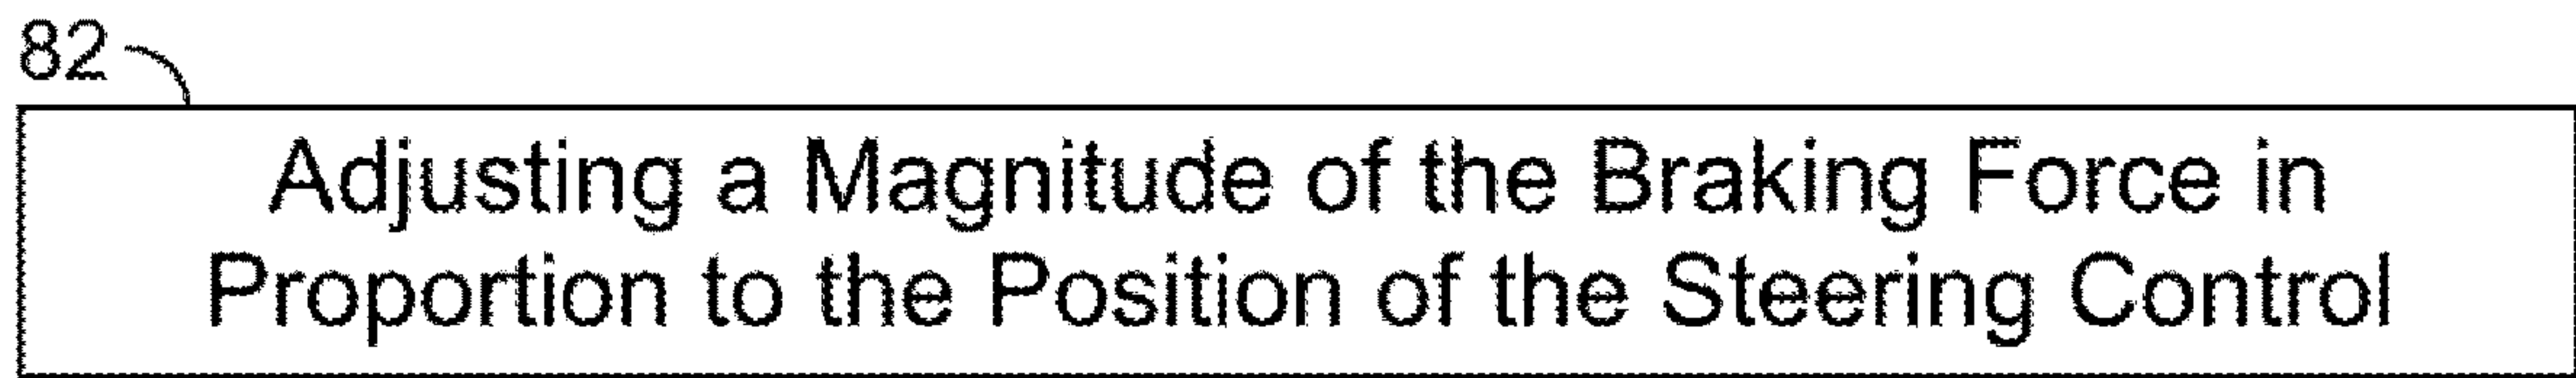 82
Adjusting a Magnitude of the Braking Force in
Proportion to the Position of the Steering Control